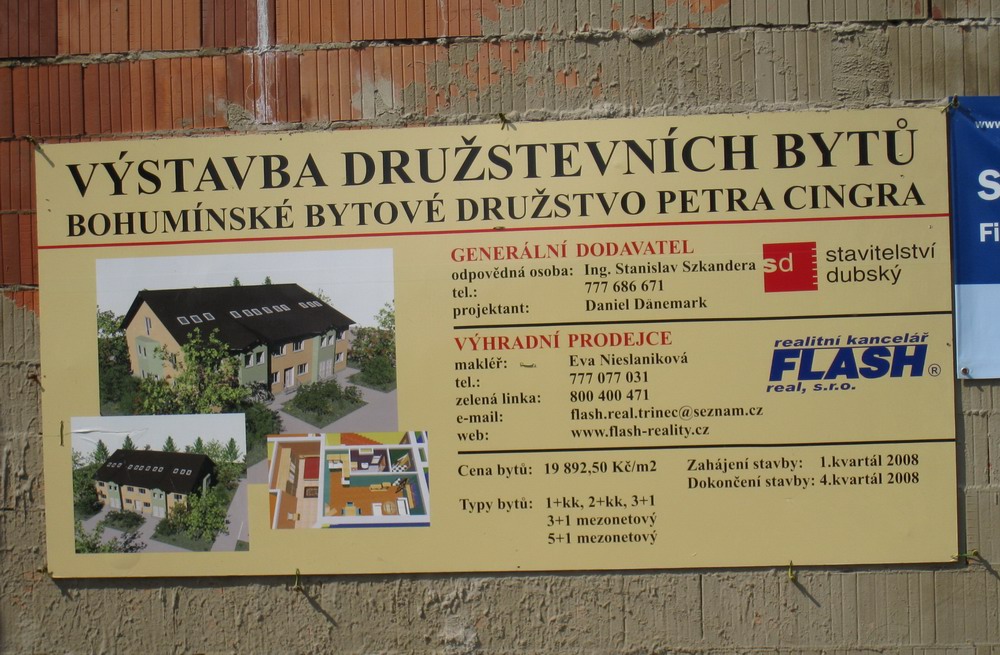 VÝSTAVBA DRUŽSTEVNÍCH BYTŮ
BOHUMÍNSKÉ BYTOVÉ DRUŽSTVO PETRA CINGRA
GENERÁLNÍ DODAVATEL
odpovědná osoba: Ing. Stanislav Szkandera
tel.: 777 686 671
projektant: Daniel Dänemark
sd stavitelství
dubský
VÝHRADNÍ PRODEJCE
makléř: Eva Nieslaniková
tel.: 777 077 031
zelená linka: 800 400 471
e-mail: flash.real.trinec@seznam.cz
web: www.flash-reality.cz
realitní kancelář
FLASH ®
real, s.r.o.
Cena bytů: 19 892,50 Kč/m2
Typy bytů: 1+kk, 2+kk, 3+1
3+1 mezonetový
5+1 mezonetový
Zahájení stavby: 1.kvartál 2008
Dokončení stavby: 4.kvartál 2008
www
S
Fi